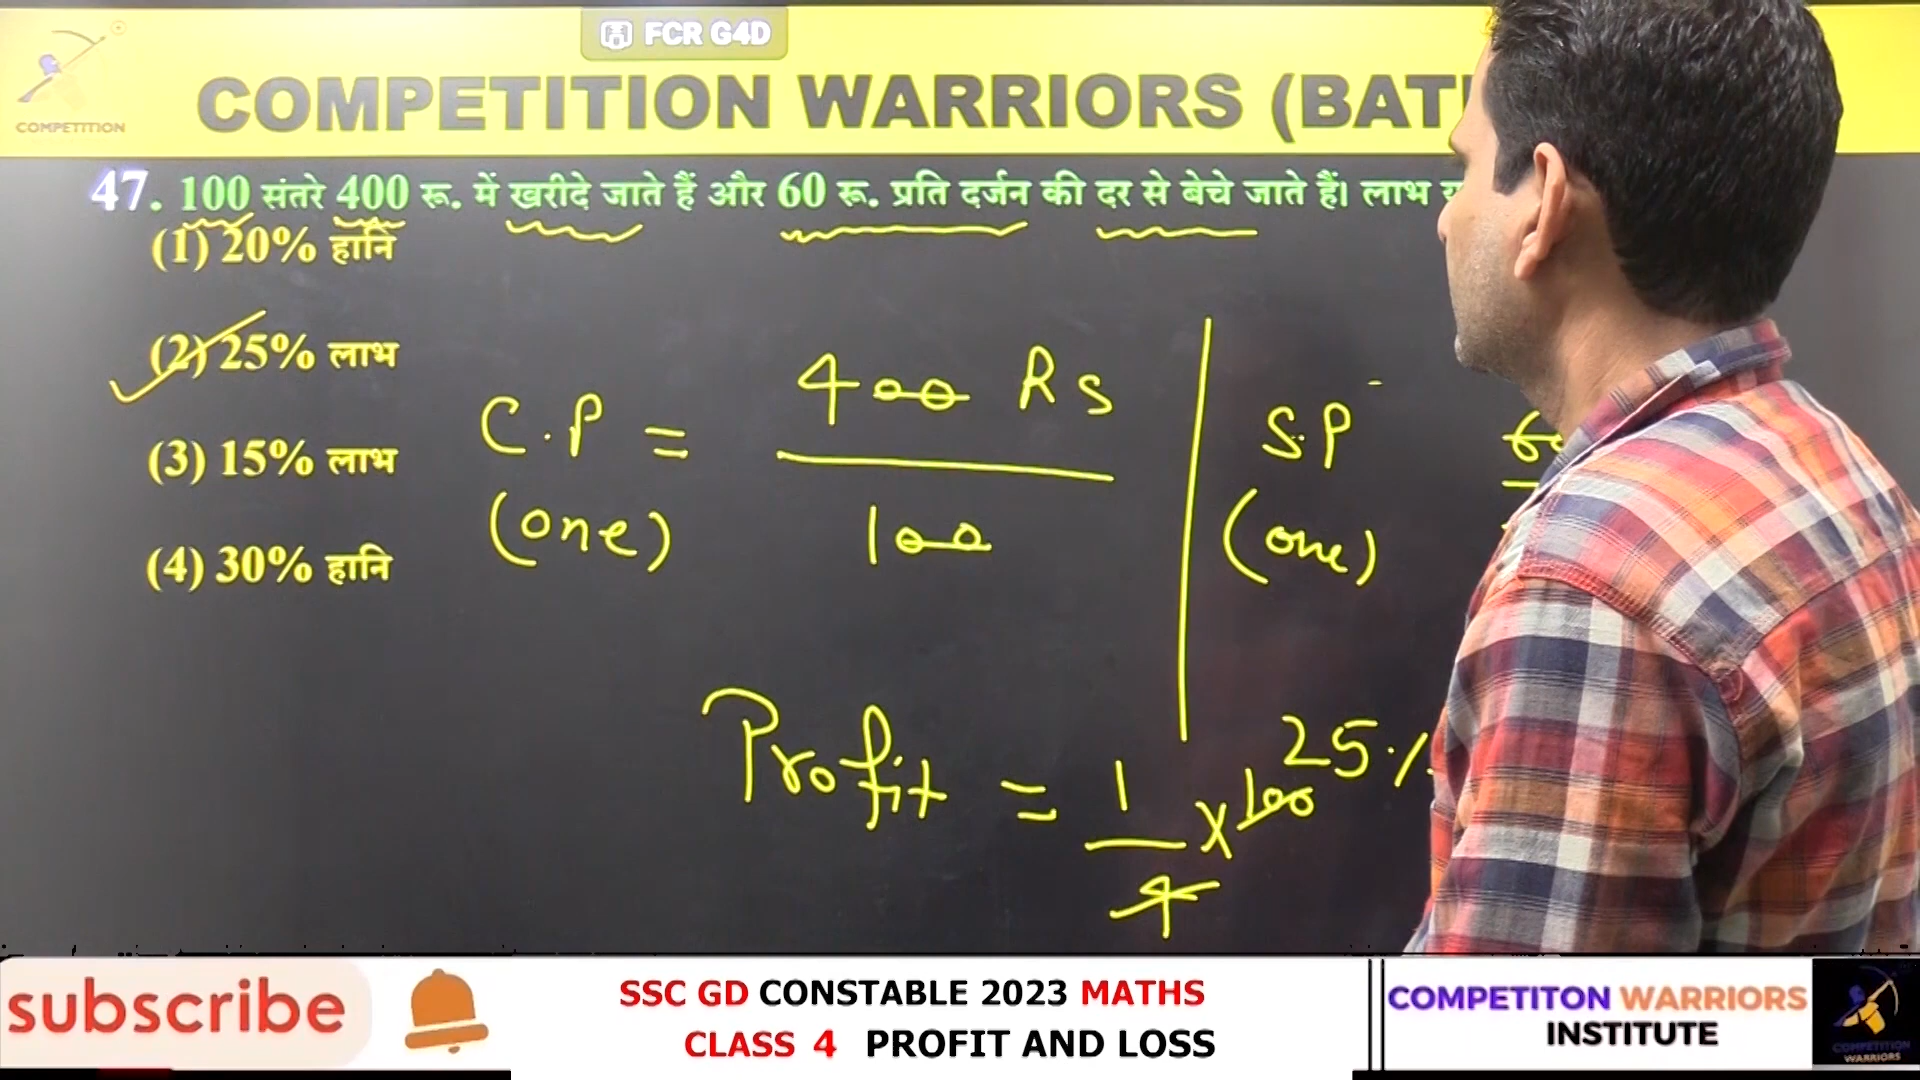 FCR G4D
COMPETITION
COMPETITION WARRIORS
47. 100 संतरे 400 रू. में खरीदे जाते हैं और 60 रू. प्रति दर्जन की दर से बेचे जाते हैं। लाभ
(1) 20% हानि
(2) 25% लाभ
(3) 15% लाभ
(4) 30% हानि
C.P =
(one)
400 Rs
100
S.P
(one)
Profit = 1
4
x 100
25%
subscribe
SSC GD CONSTABLE 2023 MATHS
CLASS 4 PROFIT AND LOSS
COMPETITON WARRIORS
INSTITUTE
COMPETITION
WARRIORS